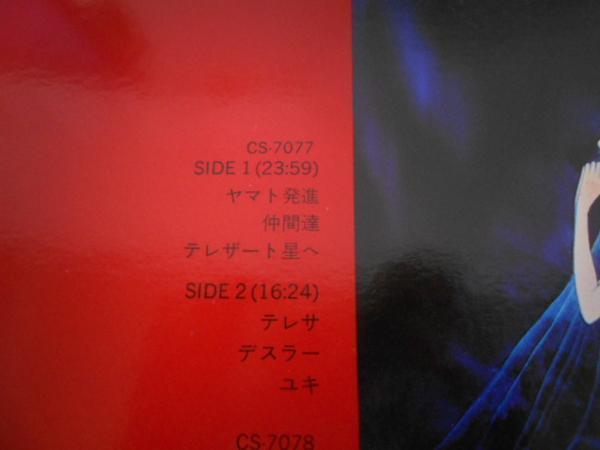 CS-7077
SIDE 1 (23:59)
ヤマト発進
仲間達
テレザート星へ
SIDE 2 (16:24)
テレサ
デスラー
ユキ
CS-7078